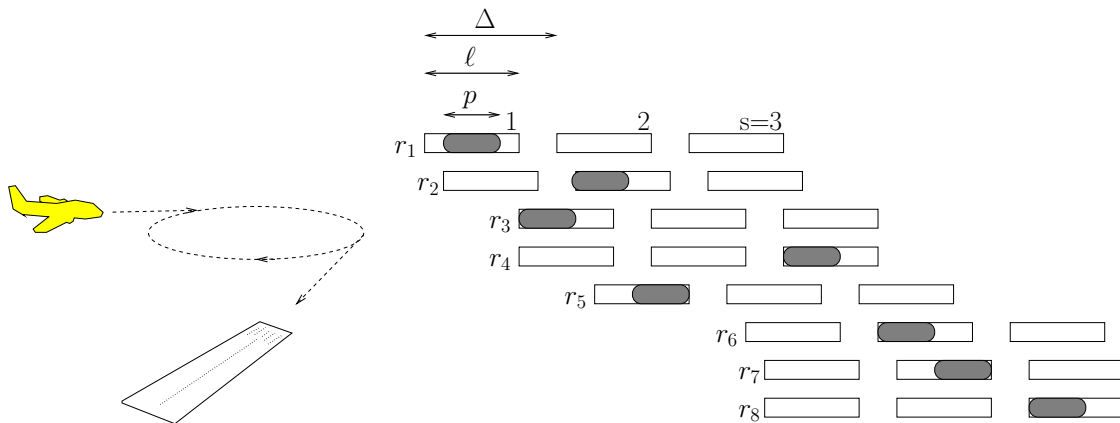 Δ
ℓ
p
1 2 s=3
r₁
r₂
r₃
r₄
r₅
r₆
r₇
r₈